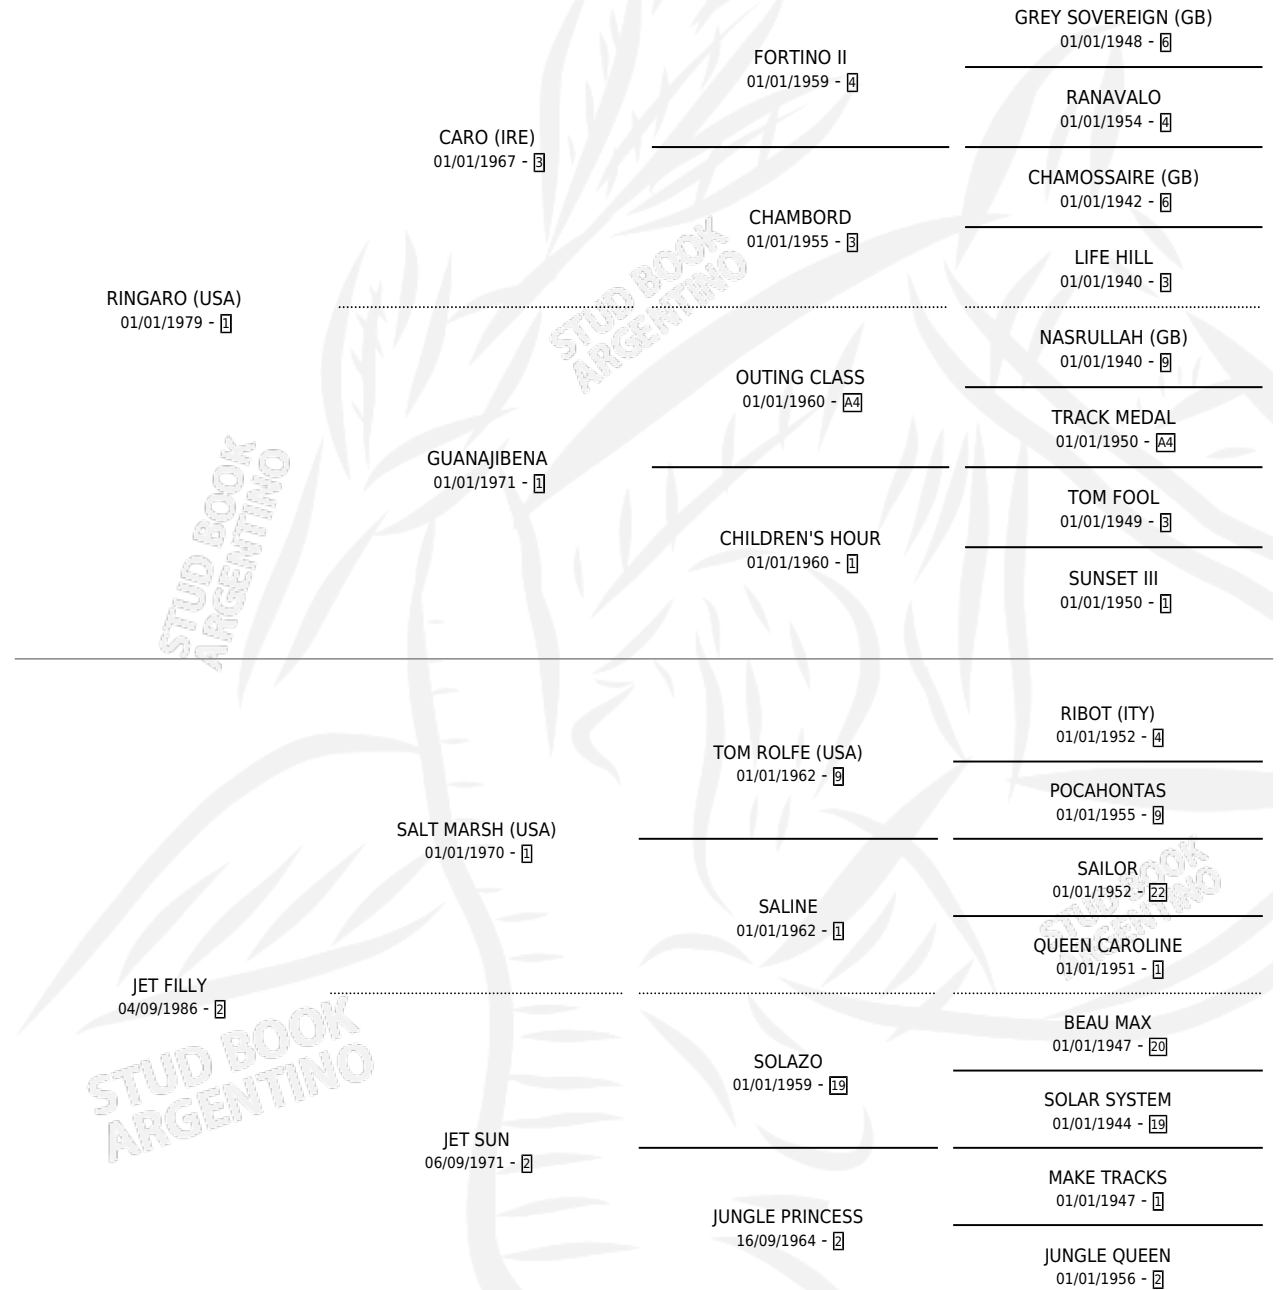 GREY SOVEREIGN (GB)
01/01/1948 - 6
FORTINO II
01/01/1959 - 4
RANAVALO
01/01/1954 - 4
CARO (IRE)
01/01/1967 - 3
CHAMOSSAIRE (GB)
01/01/1942 - 6
CHAMBORD
01/01/1955 - 3
LIFE HILL
01/01/1940 - 3
RINGARO (USA)
01/01/1979 - 1
NASRULLAH (GB)
01/01/1940 - 9
OUTING CLASS
01/01/1960 - A4
TRACK MEDAL
01/01/1950 - A4
GUANAJIBENA
01/01/1971 - 1
TOM FOOL
01/01/1949 - 3
CHILDREN'S HOUR
01/01/1960 - 1
SUNSET III
01/01/1950 - 1
RIBOT (ITY)
01/01/1952 - 4
TOM ROLFE (USA)
01/01/1962 - 9
POCAHONTAS
01/01/1955 - 9
SALT MARSH (USA)
01/01/1970 - 1
SAILOR
01/01/1952 - 22
SALINE
01/01/1962 - 1
QUEEN CAROLINE
01/01/1951 - 1
JET FILLY
04/09/1986 - 2
BEAU MAX
01/01/1947 - 20
SOLAZO
01/01/1959 - 19
SOLAR SYSTEM
01/01/1944 - 19
JET SUN
06/09/1971 - 2
MAKE TRACKS
01/01/1947 - 1
JUNGLE PRINCESS
16/09/1964 - 2
JUNGLE QUEEN
01/01/1956 - 2
STUD BOOK
ARGENTINO
STUD BOOK
ARGENTINO
STUD BOOK
ARGENTINO
STUD BOOK
ARGENTINO